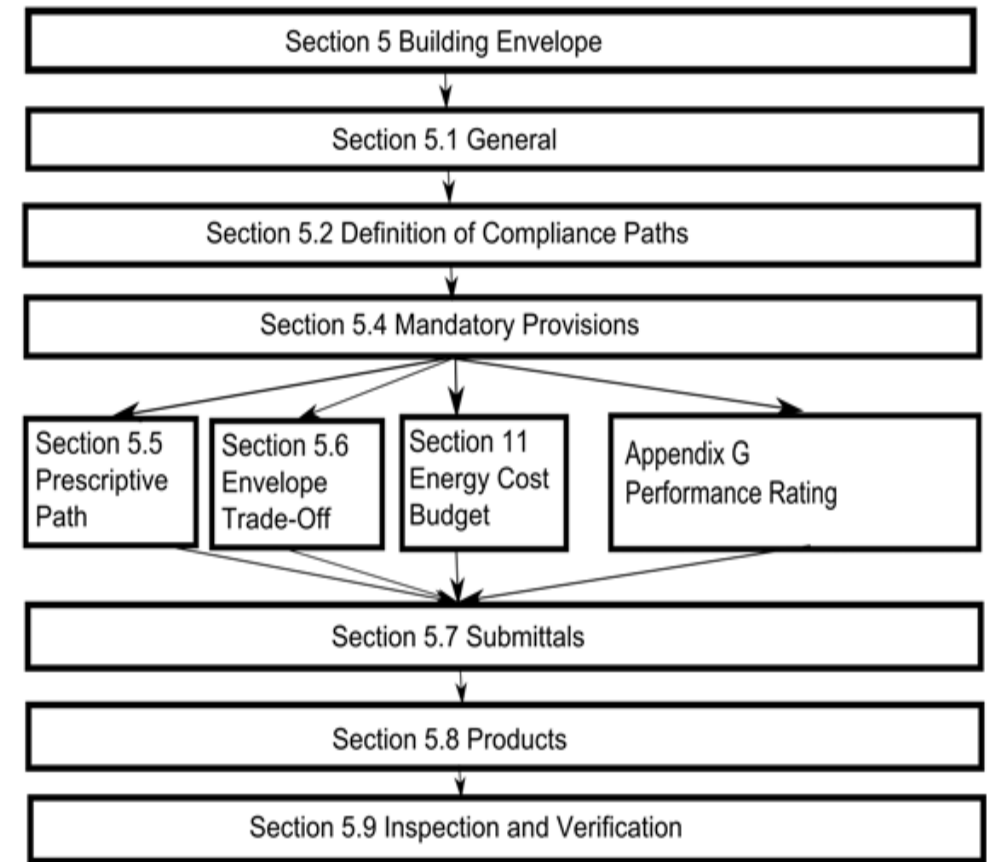 Section 5 Building Envelope
Section 5.1 General
Section 5.2 Definition of Compliance Paths
Section 5.4 Mandatory Provisions
Section 5.5
Prescriptive
Path
Section 5.6
Envelope
Trade-Off
Section 11
Energy Cost
Budget
Appendix G
Performance Rating
Section 5.7 Submittals
Section 5.8 Products
Section 5.9 Inspection and Verification